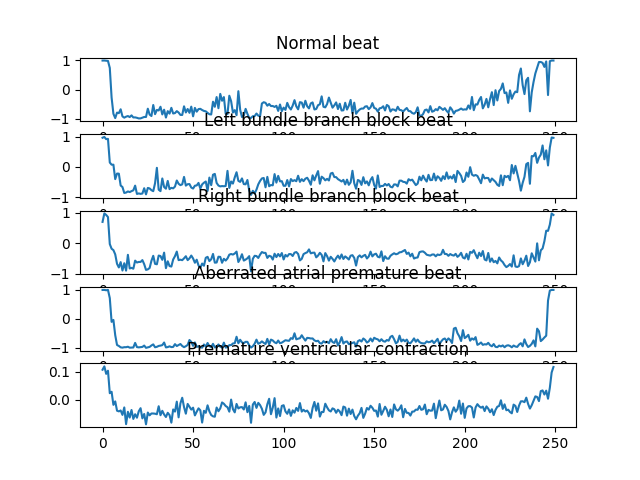 Normal beat
1
0
−1
Left bundle branch block beat
1
0
−1
Right bundle branch block beat
1
0
−1
Aberrated atrial premature beat
1
0
−1
Premature ventricular contraction
0.1
0.0
0 50 100 150 200 250